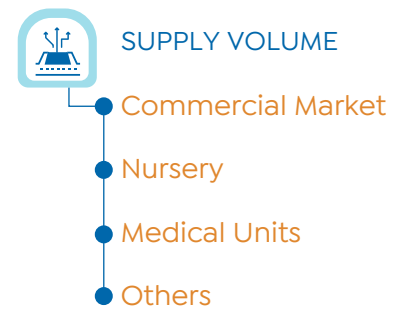 SUPPLY VOLUME
Commercial Market
Nursery
Medical Units
Others